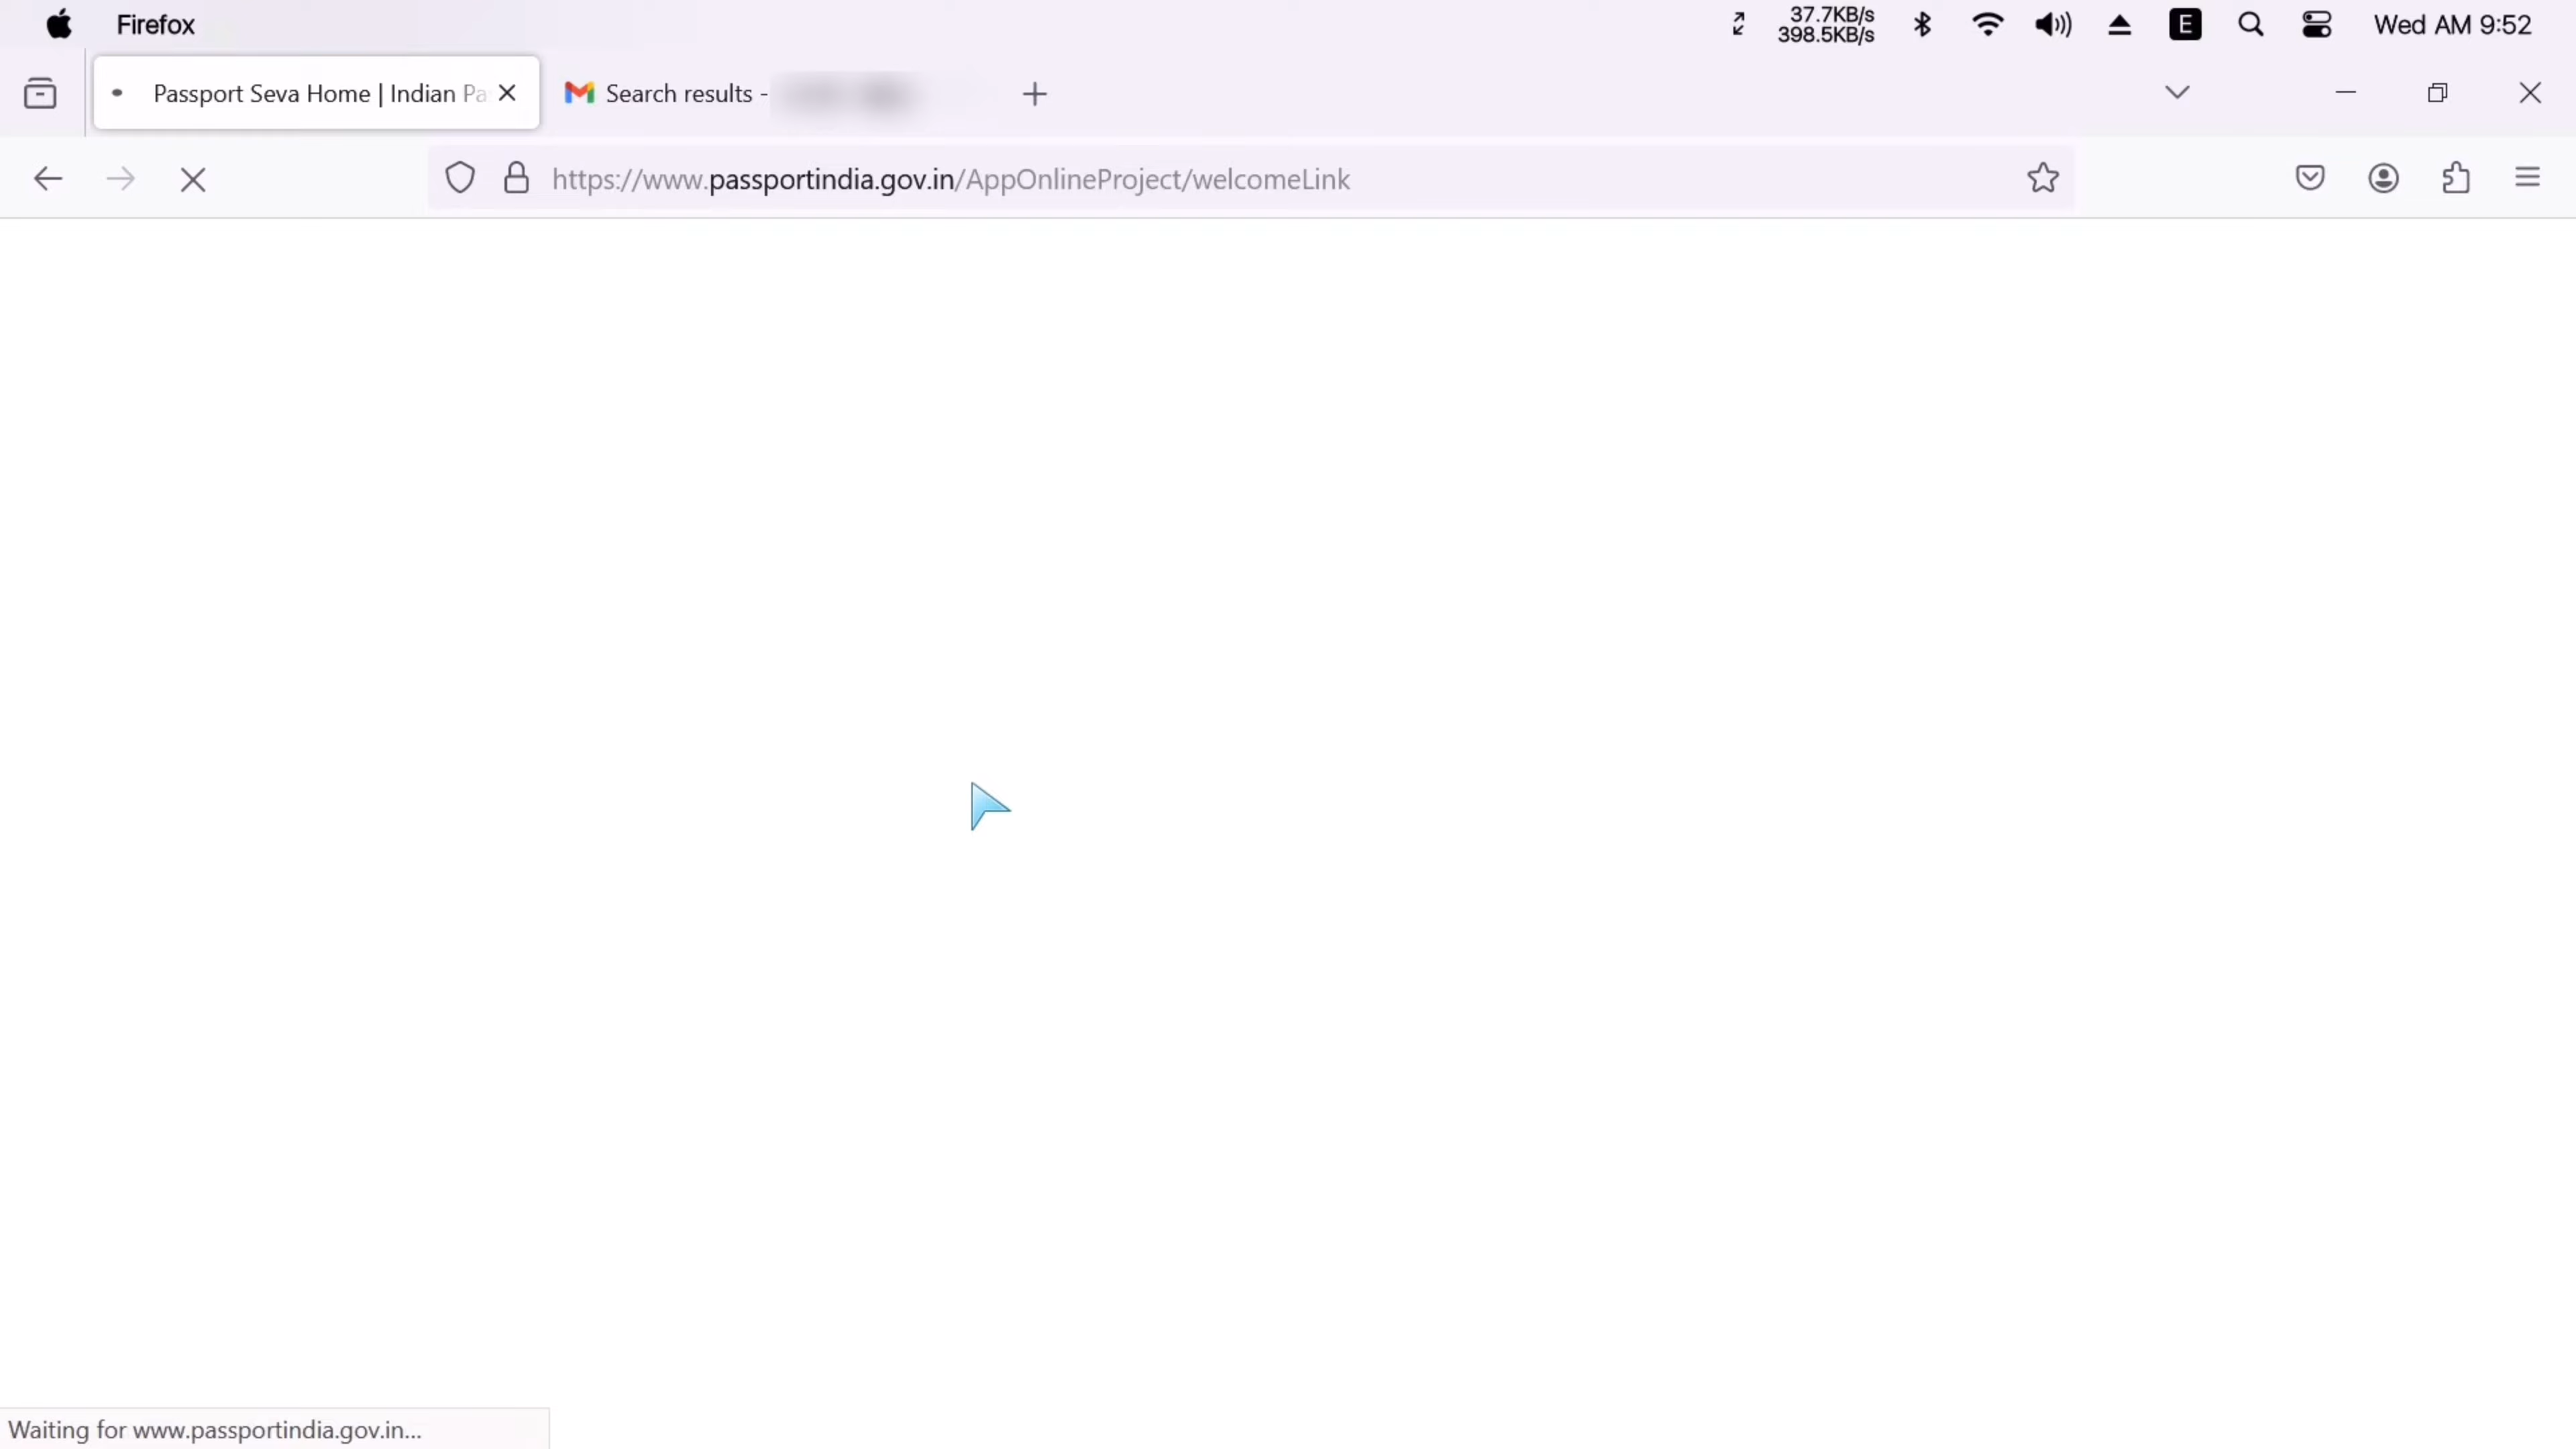 Firefox
37.7KB/s
398.5KB/s
E
Wed AM 9:52
Passport Seva Home | Indian Pa
Search results -
https://www.passportindia.gov.in/AppOnlineProject/welcomeLink
Waiting for www.passportindia.gov.in...